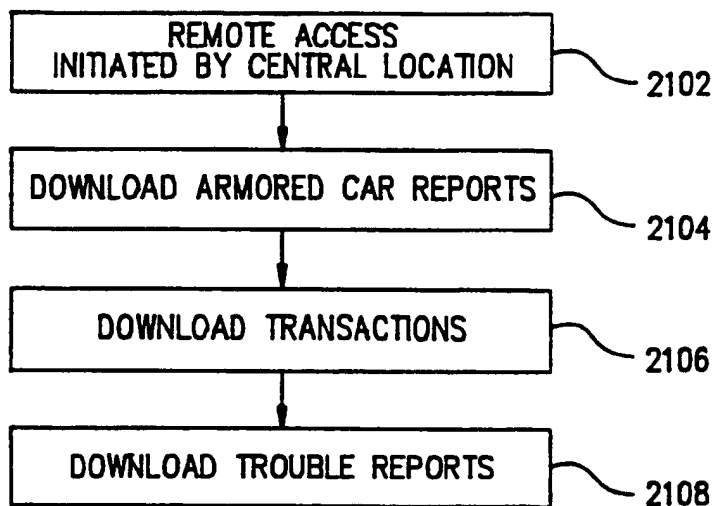 REMOTE ACCESS
INITIATED BY CENTRAL LOCATION
2102
DOWNLOAD ARMORED CAR REPORTS
2104
DOWNLOAD TRANSACTIONS
2106
DOWNLOAD TROUBLE REPORTS
2108